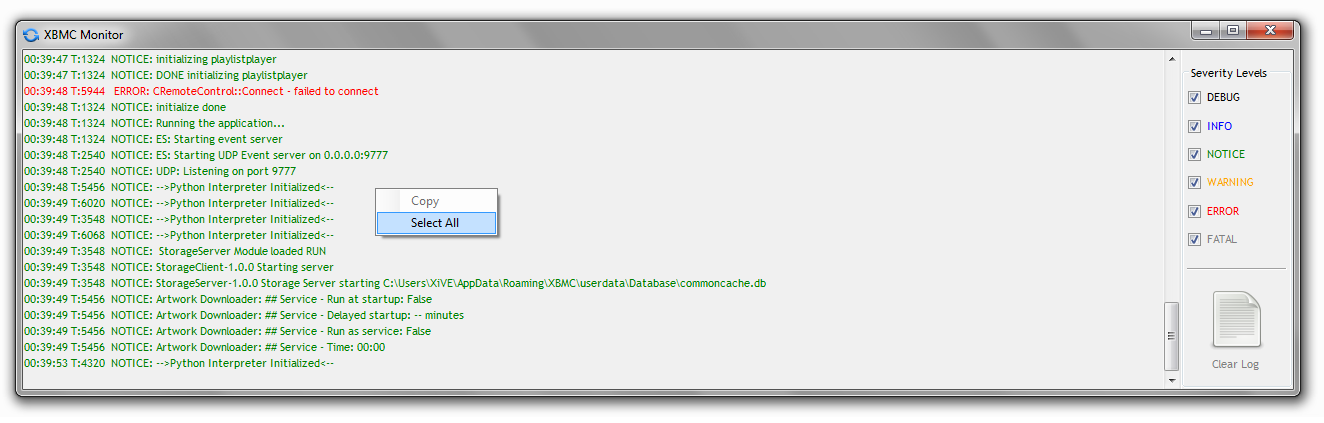 XBMC Monitor
00:39:47 T:1324 NOTICE: initializing playlistplayer
00:39:47 T:1324 NOTICE: DONE initializing playlistplayer
00:39:48 T:5944 ERROR: CRemoteControl::Connect - failed to connect
00:39:48 T:1324 NOTICE: initialize done
00:39:48 T:1324 NOTICE: Running the application...
00:39:48 T:1324 NOTICE: ES: Starting event server
00:39:48 T:2540 NOTICE: ES: Starting UDP Event server on 0.0.0.0:9777
00:39:48 T:2540 NOTICE: UDP: Listening on port 9777
00:39:48 T:5456 NOTICE: -->Python Interpreter Initialized<--
00:39:49 T:6020 NOTICE: -->Python Interpreter Initialized<--
00:39:49 T:3548 NOTICE: -->Python Interpreter Initialized<--
00:39:49 T:6068 NOTICE: -->Python Interpreter Initialized<--
00:39:49 T:3548 NOTICE: StorageServer Module loaded RUN
00:39:49 T:3548 NOTICE: StorageClient-1.0.0 Starting server
00:39:49 T:3548 NOTICE: StorageServer-1.0.0 Storage Server starting C:\Users\XiVE\AppData\Roaming\XBMC\userdata\Database\commoncache.db
00:39:49 T:5456 NOTICE: Artwork Downloader: ## Service - Run at startup: False
00:39:49 T:5456 NOTICE: Artwork Downloader: ## Service - Delayed startup: -- minutes
00:39:49 T:5456 NOTICE: Artwork Downloader: ## Service - Run as service: False
00:39:49 T:5456 NOTICE: Artwork Downloader: ## Service - Time: 00:00
00:39:53 T:4320 NOTICE: -->Python Interpreter Initialized<--
Copy
Select All
Severity Levels
DEBUG
INFO
NOTICE
WARNING
ERROR
FATAL
Clear Log